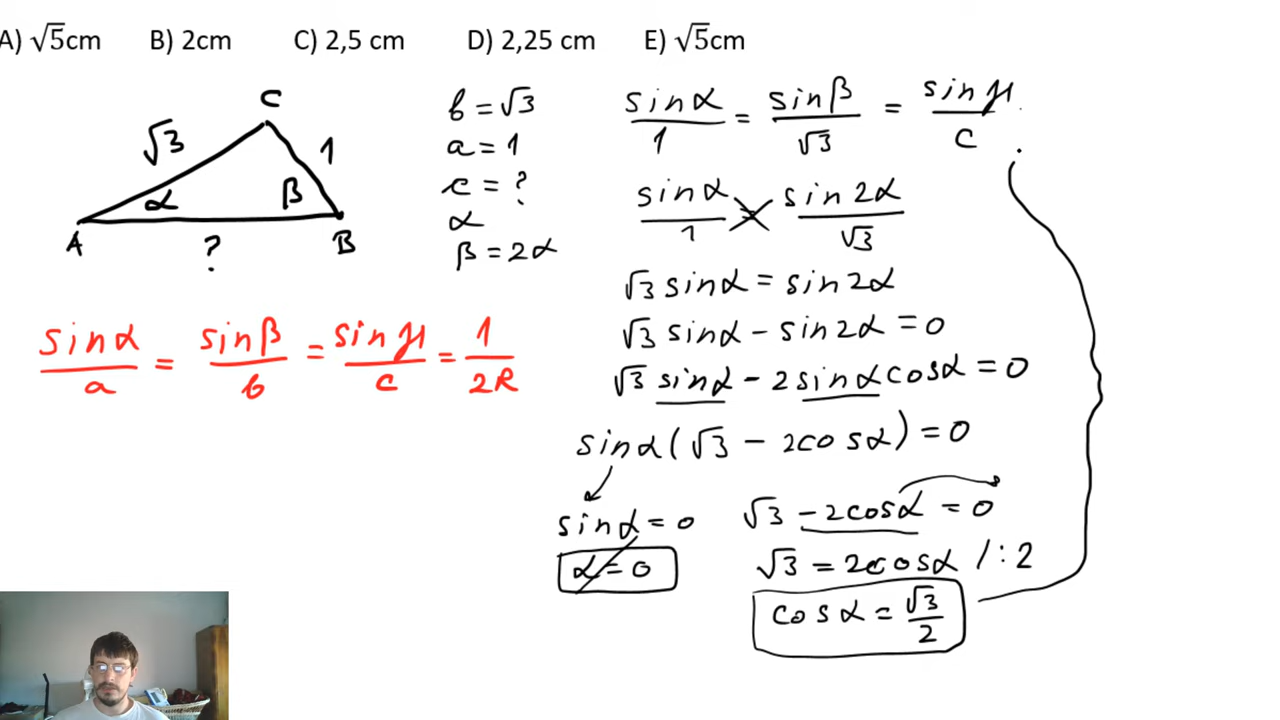 A) √5cm B) 2cm C) 2,5 cm D) 2,25 cm E) √5cm
C
√3 1
α β
A ? B
b = √3
a = 1
c = ?
α
β = 2α
sinα/a = sinβ/b = sinγ/c = 1/2R
sinα/1 = sinβ/√3 = sinγ/c
sinα/1 = sin2α/√3
√3 sinα = sin2α
√3 sinα - sin2α = 0
√3 sinα - 2sinαcosα = 0
sinα(√3 - 2cosα) = 0
sinα = 0
α = 0
√3 - 2cosα = 0
√3 = 2cosα /:2
cosα = √3/2